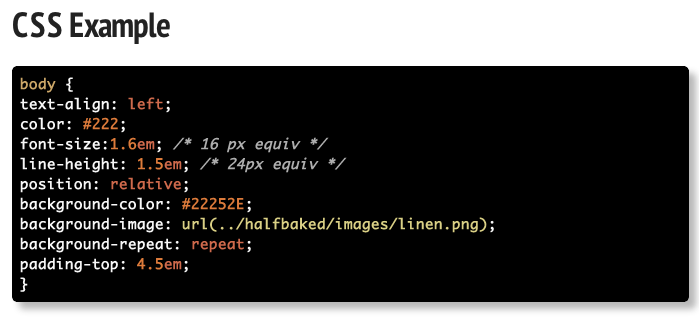 CSS Example
body {
text-align: left;
color: #222;
font-size:1.6em; /* 16 px equiv */
line-height: 1.5em; /* 24px equiv */
position: relative;
background-color: #22252E;
background-image: url(../halfbaked/images/linen.png);
background-repeat: repeat;
padding-top: 4.5em;
}